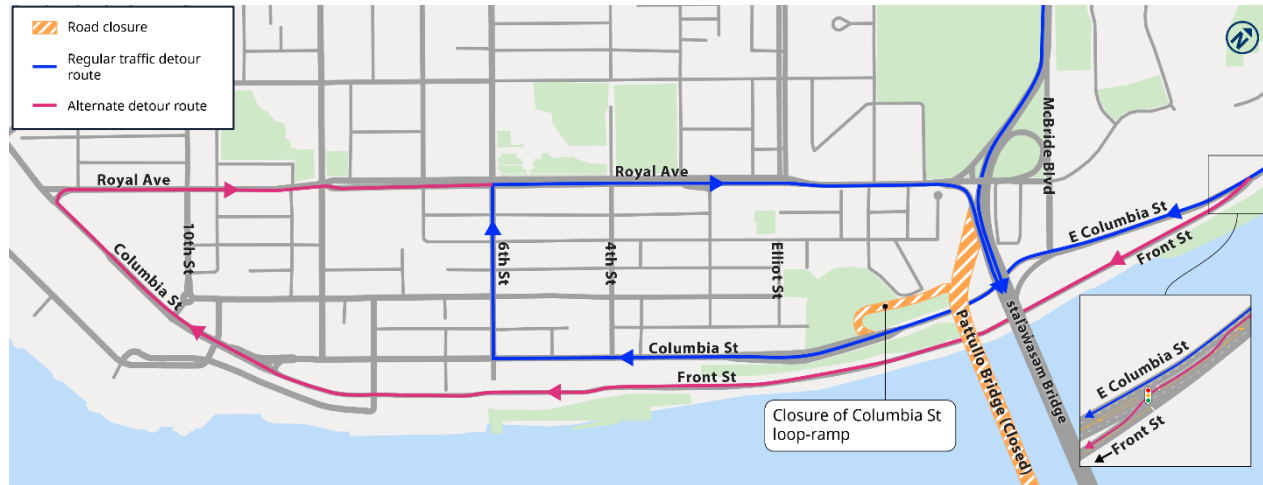 Road closure
Regular traffic detour
route
Alternate detour route
N
McBride Blvd
Royal Ave
Royal Ave
10th St
Columbia St
6th St
4th St
Elliot St
E Columbia St
Front St
stal̓əw̓asəm Bridge
Pattullo Bridge (Closed)
Columbia St
Front St
Closure of Columbia St
loop-ramp
E Columbia St
Front St